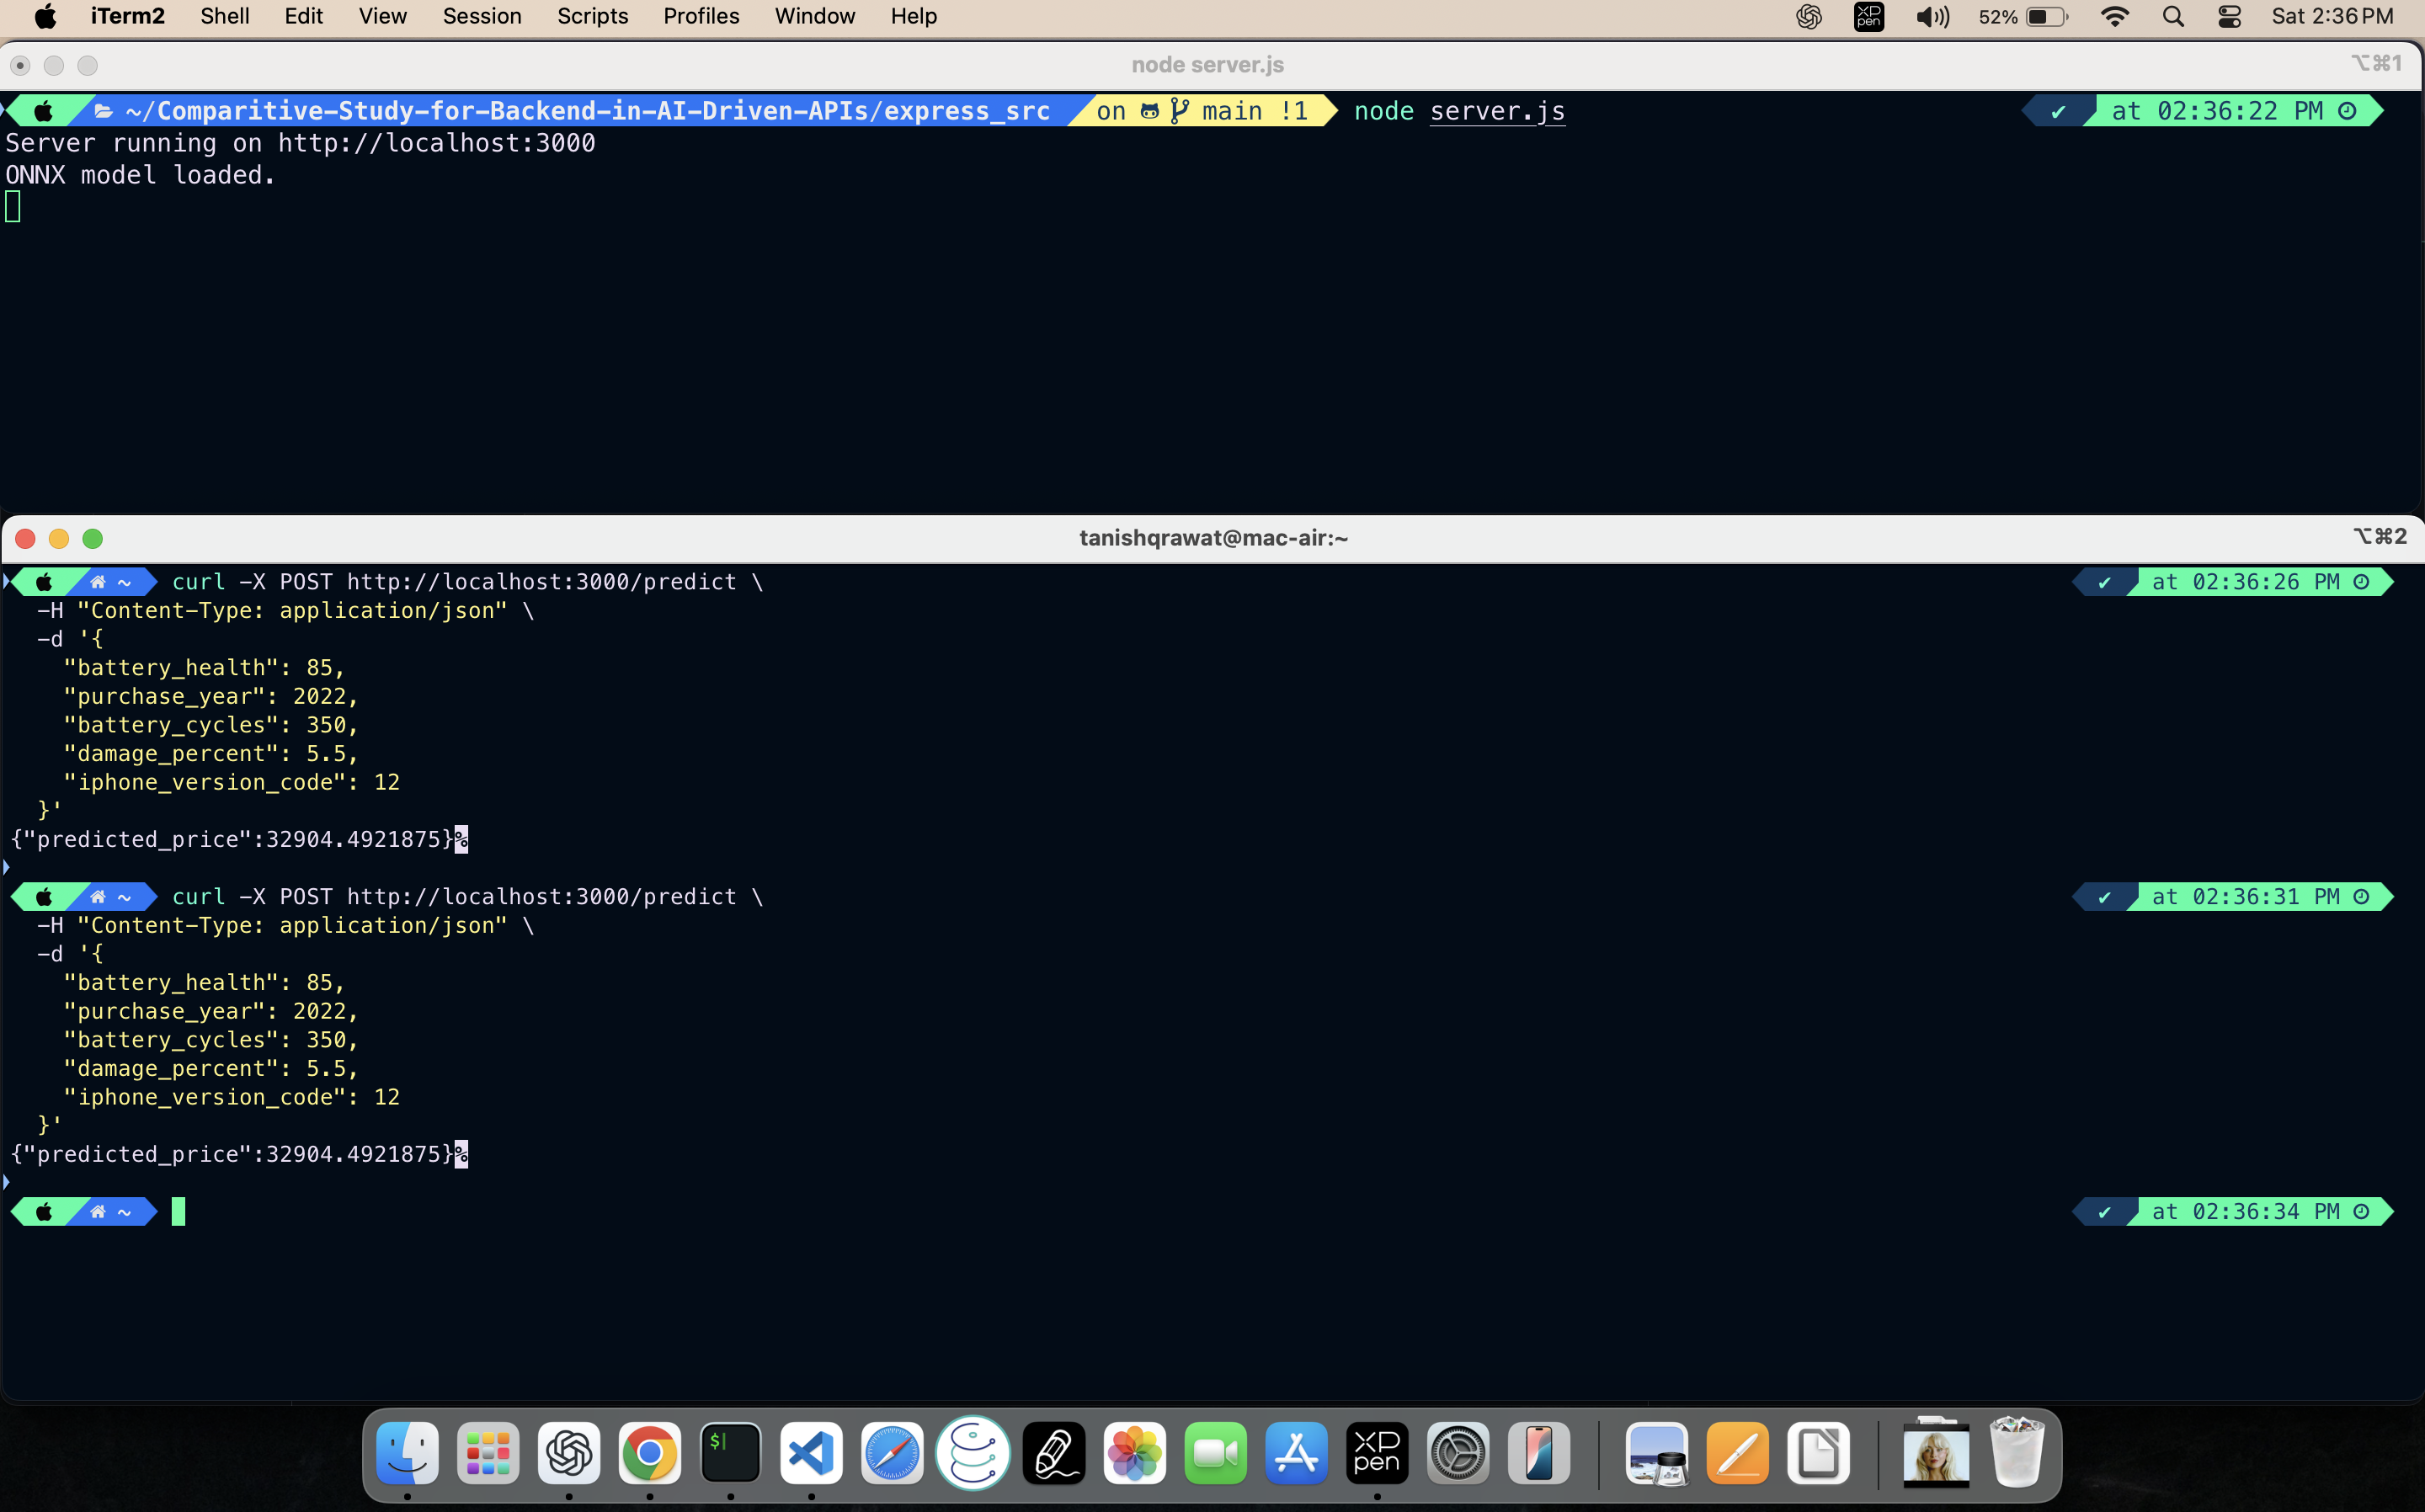 iTerm2 Shell Edit View Session Scripts Profiles Window Help XP pen 52% Sat 2:36 PM
node server.js ⌥⌘1
~/Comparitive-Study-for-Backend-in-AI-Driven-APIs/express_src on main !1 node server.js ✔ at 02:36:22 PM
Server running on http://localhost:3000
ONNX model loaded.
tanishqrawat@mac-air:~ ⌥⌘2
~ curl -X POST http://localhost:3000/predict \ ✔ at 02:36:26 PM
-H "Content-Type: application/json" \
-d '{
"battery_health": 85,
"purchase_year": 2022,
"battery_cycles": 350,
"damage_percent": 5.5,
"iphone_version_code": 12
}'
{"predicted_price":32904.4921875}%
~ curl -X POST http://localhost:3000/predict \ ✔ at 02:36:31 PM
-H "Content-Type: application/json" \
-d '{
"battery_health": 85,
"purchase_year": 2022,
"battery_cycles": 350,
"damage_percent": 5.5,
"iphone_version_code": 12
}'
{"predicted_price":32904.4921875}%
~ ✔ at 02:36:34 PM
$
XP
pen